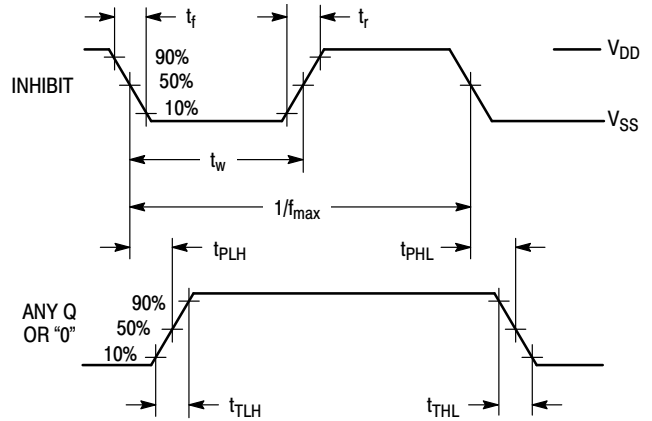 t_f t_r
90% V_DD
INHIBIT 50%
10% V_SS
t_w
1/f_max
t_PLH t_PHL
90%
ANY Q 50%
OR “0”
10%
t_TLH t_THL